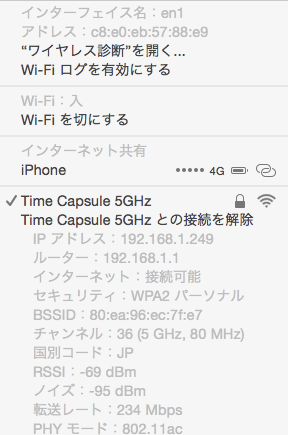 インターフェイス名：en1
アドレス：c8:e0:eb:57:88:e9
“ワイヤレス診断”を開く...
Wi-Fi ログを有効にする
Wi-Fi：入
Wi-Fi を切にする
インターネット共有
iPhone 4G
Time Capsule 5GHz
Time Capsule 5GHz との接続を解除
IP アドレス：192.168.1.249
ルーター：192.168.1.1
インターネット：接続可能
セキュリティ：WPA2 パーソナル
BSSID：80:ea:96:ec:7f:e7
チャンネル：36 (5 GHz, 80 MHz)
国別コード：JP
RSSI：-69 dBm
ノイズ：-95 dBm
転送レート：234 Mbps
PHY モード：802.11ac